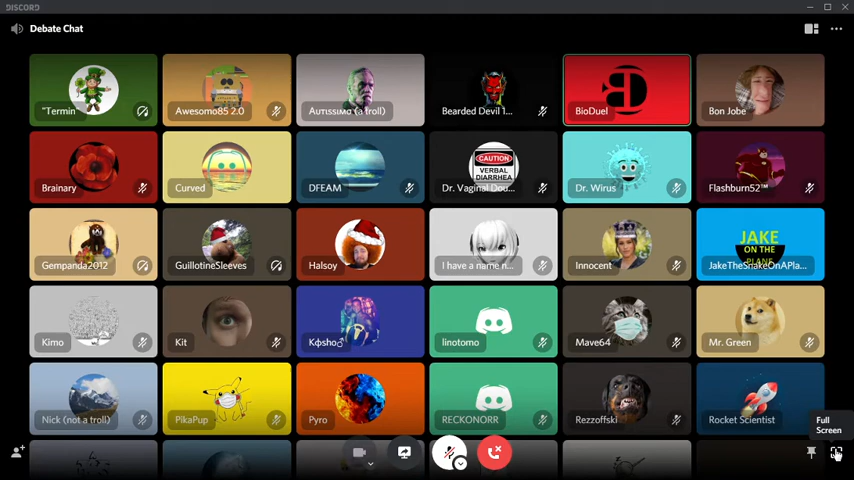 DISCORD
Debate Chat
"Termin"
Awesomo85 2.0
Autissimo (a troll)
Bearded Devil 1...
BioDuel
Bon Jobe
Brainary
Curved
DFEAM
CAUTION
VERBAL
DIARRHEA
Dr. Vaginal Dou...
Dr. Wirus
Flashburn52™
Gempanda2012
GuillotineSleeves
Halsoy
I have a name n...
Innocent
JAKE
ON THE
PLANE
JakeTheSnakeOnAPla...
Kimo
Kit
Kφsho♂
linotomo
Mave64
Mr. Green
Nick (not a troll)
PikaPup
Pyro
RECKONORR
Rezzoffski
Rocket Scientist
Full
Screen